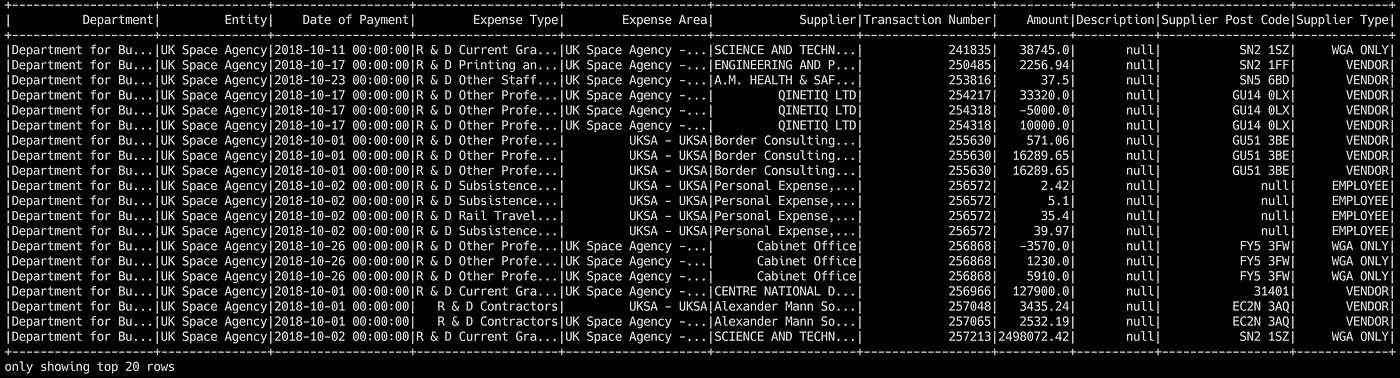 +------------------+---------------+-------------------+--------------------+--------------------+--------------------+------------------+----------+-----------+------------------+-------------+
|        Department|         Entity|    Date of Payment|        Expense Type|        Expense Area|            Supplier|Transaction Number|    Amount|Description|Supplier Post Code|Supplier Type|
+------------------+---------------+-------------------+--------------------+--------------------+--------------------+------------------+----------+-----------+------------------+-------------+
|Department for Bu...|UK Space Agency|2018-10-11 00:00:00|R & D Current Gra...|UK Space Agency -...|SCIENCE AND TECHN...|            241835|   38745.0|       null|           SN2 1SZ|     WGA ONLY|
|Department for Bu...|UK Space Agency|2018-10-17 00:00:00|R & D Printing an...|UK Space Agency -...|ENGINEERING AND P...|            250485|   2256.94|       null|           SN2 1FF|       VENDOR|
|Department for Bu...|UK Space Agency|2018-10-23 00:00:00|R & D Other Staff...|UK Space Agency -...|A.M. HEALTH & SAF...|            253816|      37.5|       null|           SN5 6BD|       VENDOR|
|Department for Bu...|UK Space Agency|2018-10-17 00:00:00|R & D Other Profe...|UK Space Agency -...|         QINETIQ LTD|            254217|   33320.0|       null|          GU14 0LX|       VENDOR|
|Department for Bu...|UK Space Agency|2018-10-17 00:00:00|R & D Other Profe...|UK Space Agency -...|         QINETIQ LTD|            254318|   -5000.0|       null|          GU14 0LX|       VENDOR|
|Department for Bu...|UK Space Agency|2018-10-17 00:00:00|R & D Other Profe...|UK Space Agency -...|         QINETIQ LTD|            254318|   10000.0|       null|          GU14 0LX|       VENDOR|
|Department for Bu...|UK Space Agency|2018-10-01 00:00:00|R & D Other Profe...|         UKSA - UKSA|Border Consulting...|            255630|    571.06|       null|          GU51 3BE|       VENDOR|
|Department for Bu...|UK Space Agency|2018-10-01 00:00:00|R & D Other Profe...|         UKSA - UKSA|Border Consulting...|            255630|  16289.65|       null|          GU51 3BE|       VENDOR|
|Department for Bu...|UK Space Agency|2018-10-01 00:00:00|R & D Other Profe...|         UKSA - UKSA|Border Consulting...|            255630|  16289.65|       null|          GU51 3BE|       VENDOR|
|Department for Bu...|UK Space Agency|2018-10-02 00:00:00|R & D Subsistence...|         UKSA - UKSA|Personal Expense,...|            256572|      2.42|       null|              null|     EMPLOYEE|
|Department for Bu...|UK Space Agency|2018-10-02 00:00:00|R & D Subsistence...|         UKSA - UKSA|Personal Expense,...|            256572|       5.1|       null|              null|     EMPLOYEE|
|Department for Bu...|UK Space Agency|2018-10-02 00:00:00|R & D Rail Travel...|         UKSA - UKSA|Personal Expense,...|            256572|      35.4|       null|              null|     EMPLOYEE|
|Department for Bu...|UK Space Agency|2018-10-02 00:00:00|R & D Subsistence...|         UKSA - UKSA|Personal Expense,...|            256572|     39.97|       null|              null|     EMPLOYEE|
|Department for Bu...|UK Space Agency|2018-10-26 00:00:00|R & D Other Profe...|UK Space Agency -...|      Cabinet Office|            256868|   -3570.0|       null|           FY5 3FW|     WGA ONLY|
|Department for Bu...|UK Space Agency|2018-10-26 00:00:00|R & D Other Profe...|UK Space Agency -...|      Cabinet Office|            256868|    1230.0|       null|           FY5 3FW|     WGA ONLY|
|Department for Bu...|UK Space Agency|2018-10-26 00:00:00|R & D Other Profe...|UK Space Agency -...|      Cabinet Office|            256868|    5910.0|       null|           FY5 3FW|     WGA ONLY|
|Department for Bu...|UK Space Agency|2018-10-01 00:00:00|R & D Current Gra...|UK Space Agency -...|CENTRE NATIONAL D...|            256966|  127900.0|       null|             31401|       VENDOR|
|Department for Bu...|UK Space Agency|2018-10-01 00:00:00|   R & D Contractors|         UKSA - UKSA|Alexander Mann So...|            257048|   3435.24|       null|          EC2N 3AQ|       VENDOR|
|Department for Bu...|UK Space Agency|2018-10-01 00:00:00|   R & D Contractors|UK Space Agency -...|Alexander Mann So...|            257065|   2532.19|       null|          EC2N 3AQ|       VENDOR|
|Department for Bu...|UK Space Agency|2018-10-02 00:00:00|R & D Current Gra...|UK Space Agency -...|SCIENCE AND TECHN...|            257213|2498072.42|       null|           SN2 1SZ|     WGA ONLY|
+------------------+---------------+-------------------+--------------------+--------------------+--------------------+------------------+----------+-----------+------------------+-------------+
only showing top 20 rows